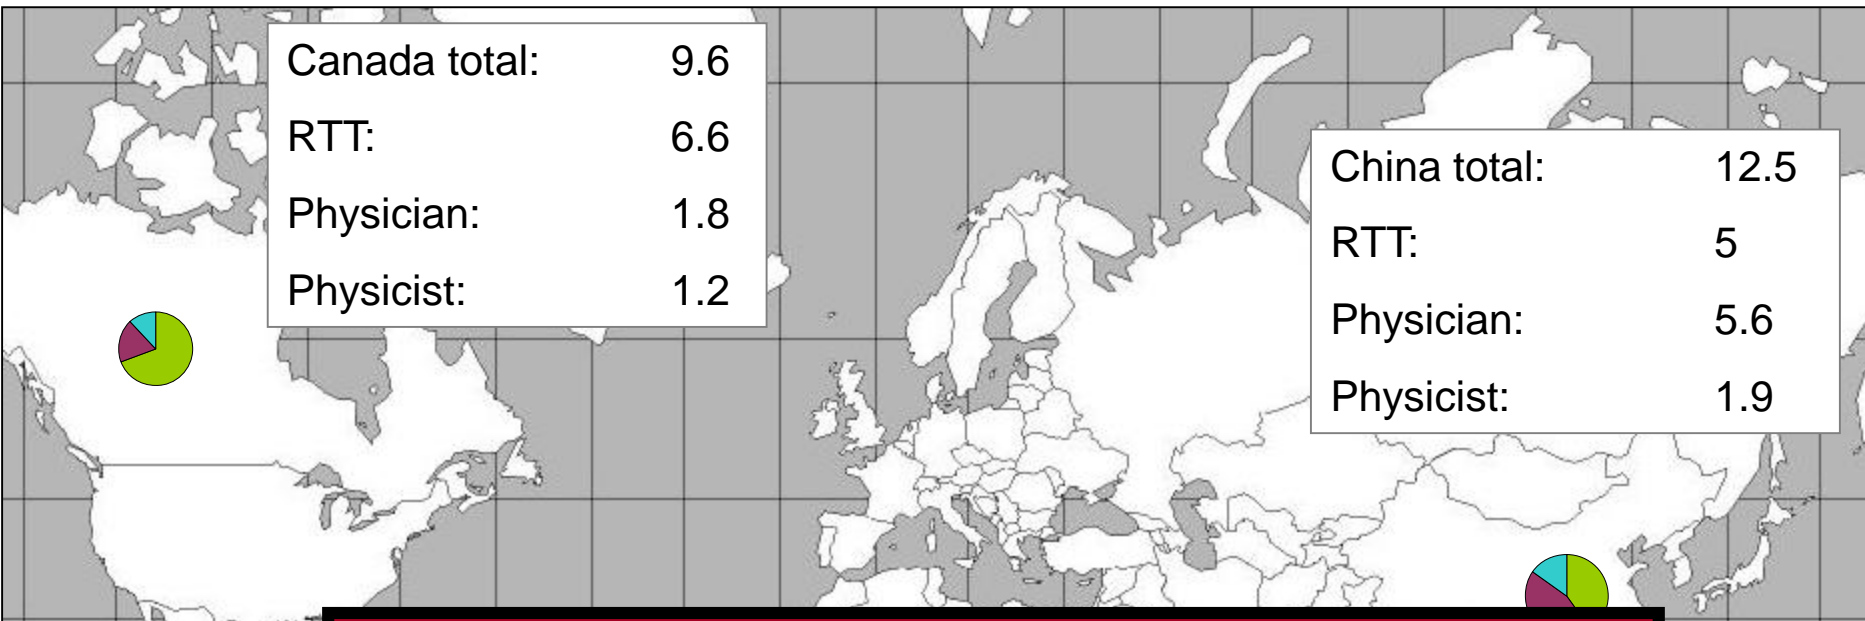 Canada total: 9.6
RTT: 6.6
Physician: 1.8
Physicist: 1.2
China total: 12.5
RTT: 5
Physician: 5.6
Physicist: 1.9